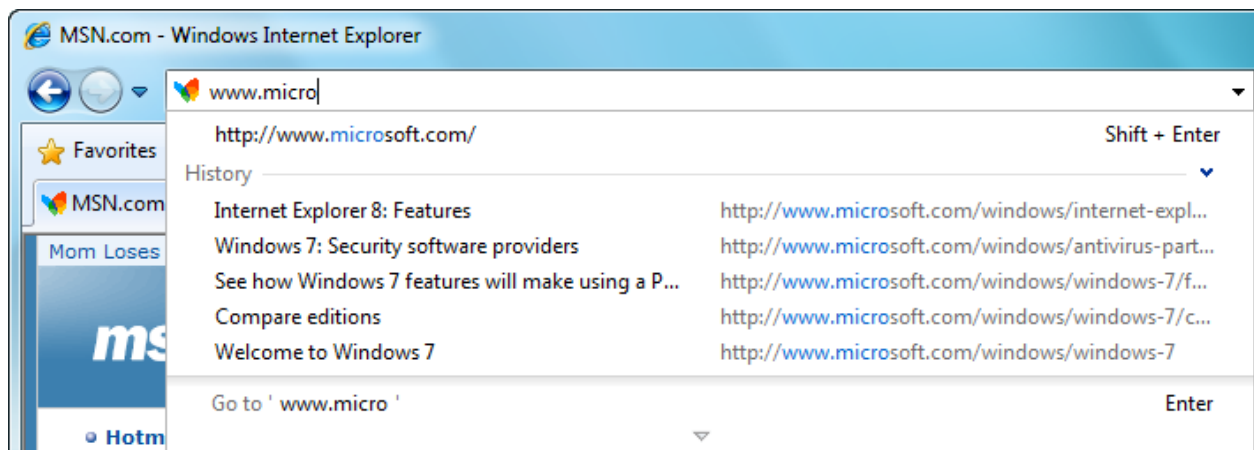 MSN.com - Windows Internet Explorer
www.micro
http://www.microsoft.com/ Shift + Enter
Favorites
History
MSN.com
Internet Explorer 8: Features http://www.microsoft.com/windows/internet-expl...
Windows 7: Security software providers http://www.microsoft.com/windows/antivirus-part...
Mom Loses
See how Windows 7 features will make using a P... http://www.microsoft.com/windows/windows-7/f...
Compare editions http://www.microsoft.com/windows/windows-7/c...
ms
Welcome to Windows 7 http://www.microsoft.com/windows/windows-7
Go to ' www.micro ' Enter
Hotm